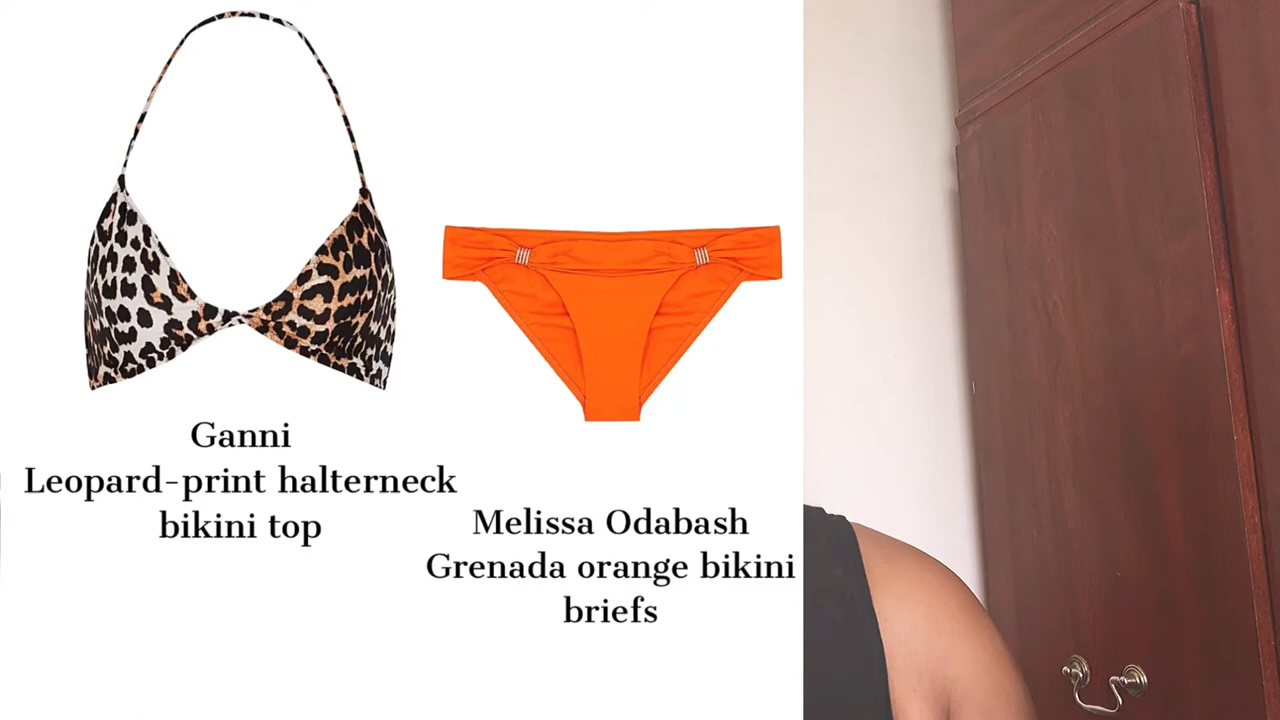 Ganni
Leopard-print halterneck
bikini top
Melissa Odabash
Grenada orange bikini
briefs